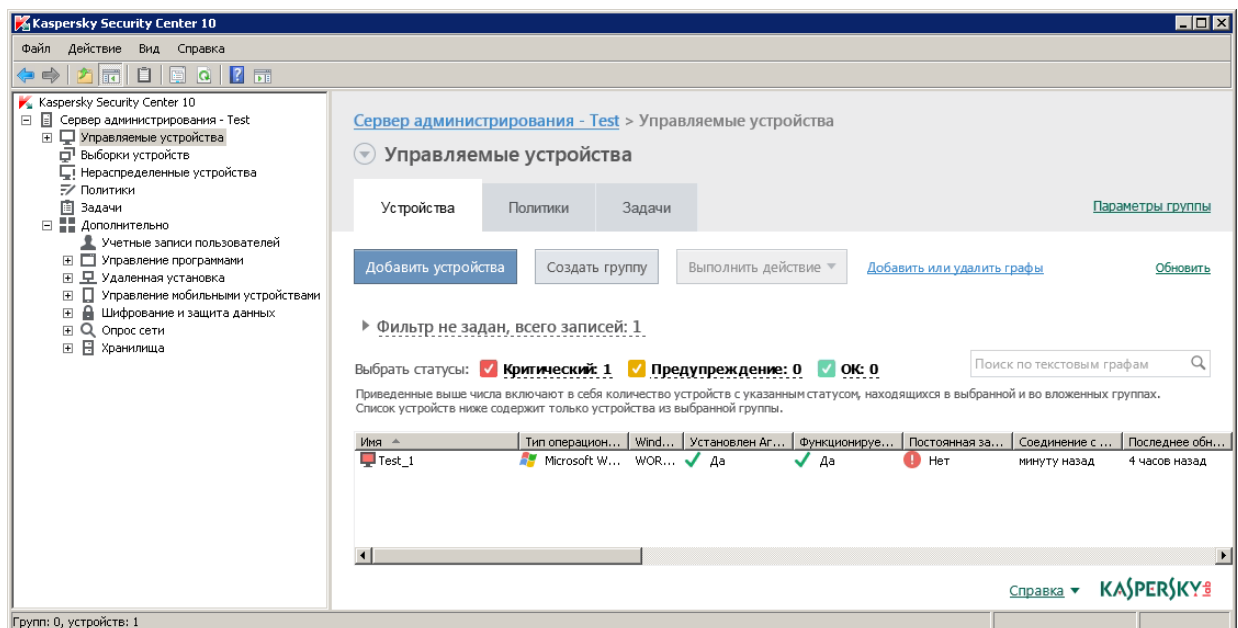 Kaspersky Security Center 10
Файл Действие Вид Справка
Kaspersky Security Center 10
Сервер администрирования - Test
Управляемые устройства
Выборки устройств
Нераспределенные устройства
Политики
Задачи
Дополнительно
Учетные записи пользователей
Управление программами
Удаленная установка
Управление мобильными устройствами
Шифрование и защита данных
Опрос сети
Хранилища
Сервер администрирования - Test > Управляемые устройства
Управляемые устройства
Устройства Политики Задачи Параметры группы
Добавить устройства Создать группу Выполнить действие Добавить или удалить графы Обновить
Фильтр не задан, всего записей: 1
Выбрать статусы: Критический: 1 Предупреждение: 0 ОК: 0 Поиск по текстовым графам
Приведенные выше числа включают в себя количество устройств с указанным статусом, находящихся в выбранной и во вложенных группах.
Список устройств ниже содержит только устройства из выбранной группы.
Имя Тип операцион... Wind... Установлен Аг... Функционируе... Постоянная за... Соединение с ... Последнее обн...
Test_1 Microsoft W... WOR... Да Да Нет минуту назад 4 часов назад
Справка KASPERSKY lab
Групп: 0, устройств: 1